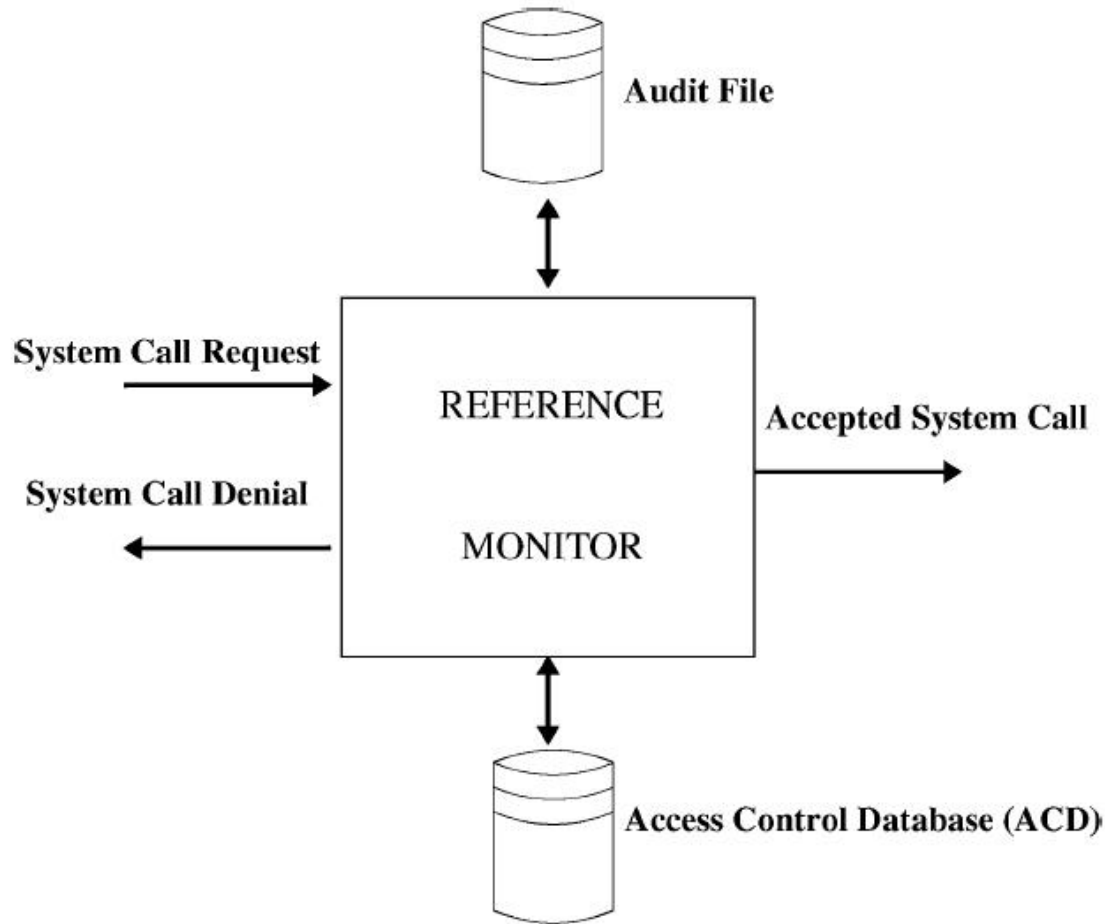 Audit File
System Call Request
REFERENCE
Accepted System Call
System Call Denial
MONITOR
Access Control Database (ACD)